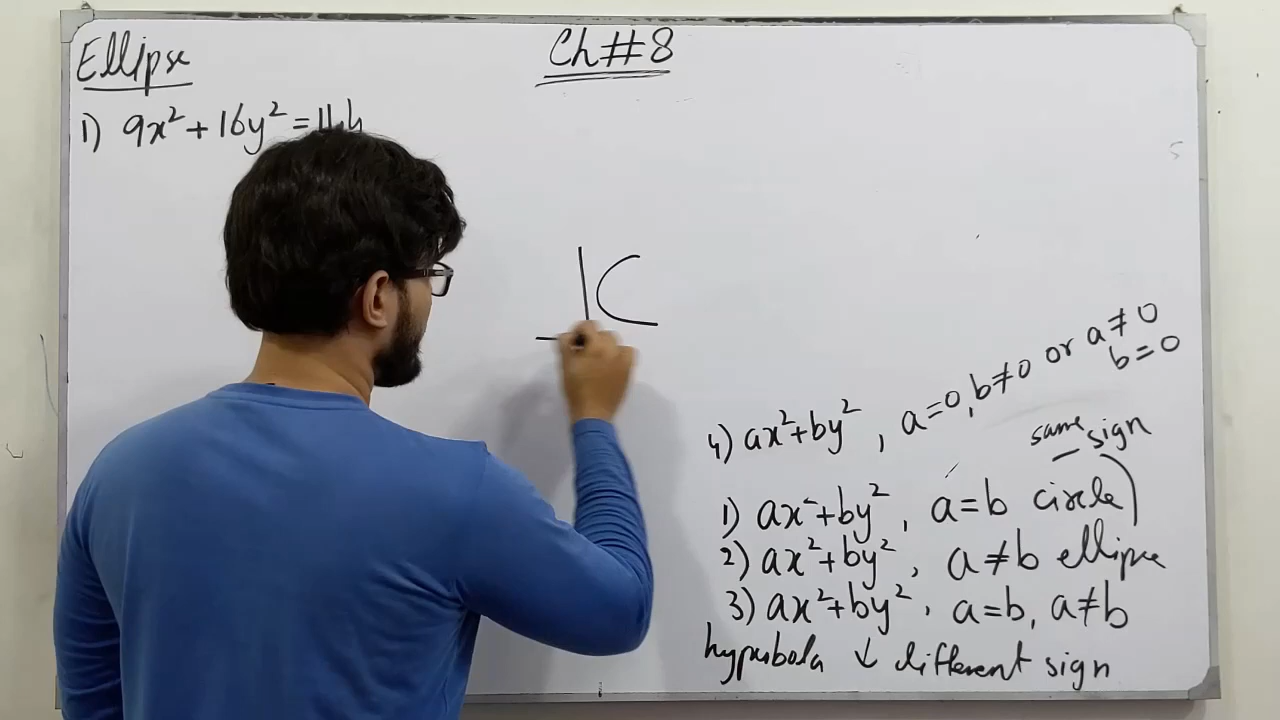 Ch#8
Ellipse
1) 9x²+16y²=144
4) ax²+by² , a=0, b≠0 or a≠0
b=0
same sign
1) ax²+by² , a=b circle
2) ax²+by² , a≠b ellipse
3) ax²+by² , a=b, a≠b
hyperbola ↓ different sign